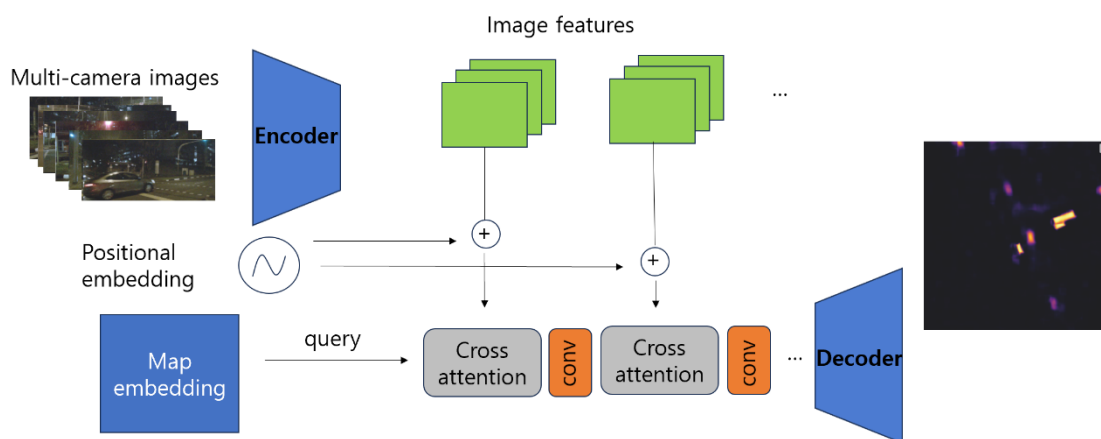 Image features
Multi-camera images
Encoder
...
+
Positional
embedding
+
Map
embedding
query
Cross
attention
conv
Cross
attention
conv
...
Decoder